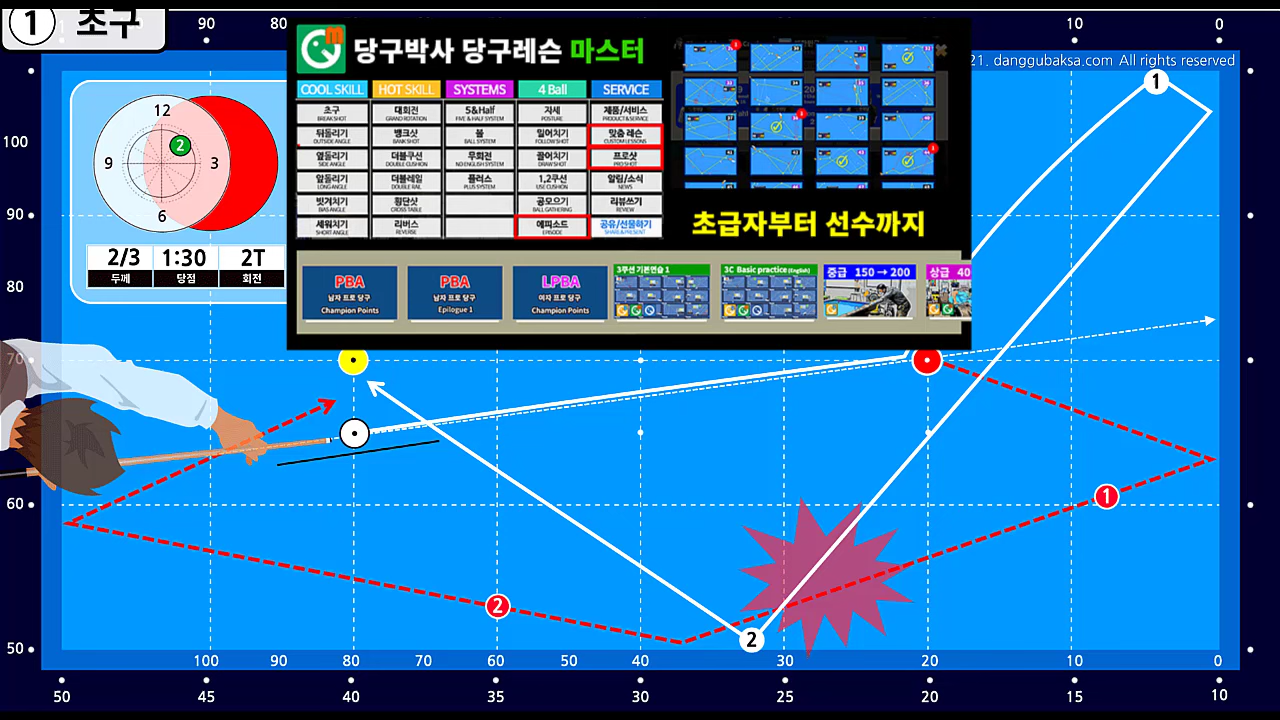 1 초구
90
10
0
21. danggubaksa.com All rights reserved
당구박사 당구레슨 마스터
COOL SKILL HOT SKILL SYSTEMS 4 Ball SERVICE
초구 대회전 5&Half 자세 제품/서비스
BREAK SHOT GRAND ROTATION FIVE & HALF SYSTEM POSTURE PRODUCT & SERVICE
뒤돌리기 뱅크샷 볼 밀어치기 맞춤 레슨
OUTSIDE ANGLE BANK SHOT BALL SYSTEM FOLLOW SHOT CUSTOM LESSONS
옆돌리기 더블쿠션 무회전 끌어치기 프로샷
SIDE ANGLE DOUBLE CUSHION NO ENGLISH SYSTEM DRAW SHOT PRO SHOT
앞돌리기 더블레일 플러스 1,2쿠션 알림/소식
LONG ANGLE DOUBLE RAIL PLUS SYSTEM USE CUSHION NEWS
빗겨치기 횡단샷 공모으기 리뷰쓰기
BIAS ANGLE CROSS TABLE BALL GATHERING REVIEW
세워치기 리버스 에피소드 공유/선물하기
SHORT ANGLE REVERSE EPISODE SHARE & PRESENT
초급자부터 선수까지
PBA
남자 프로 당구
Champion Points
PBA
남자 프로 당구
Epilogue 1
LPBA
여자 프로 당구
Champion Points
3쿠션 기본연습 1
3C Basic practice (English)
중급 150 → 200
상급 40
12
2
9
3
6
2/3 1:30 2T
두께 당점 회전
100
90
80
70
60
50
1
1
2
2
100 90 80 70 60 50 40 30 20 10 0
50 45 40 35 30 25 20 15 10